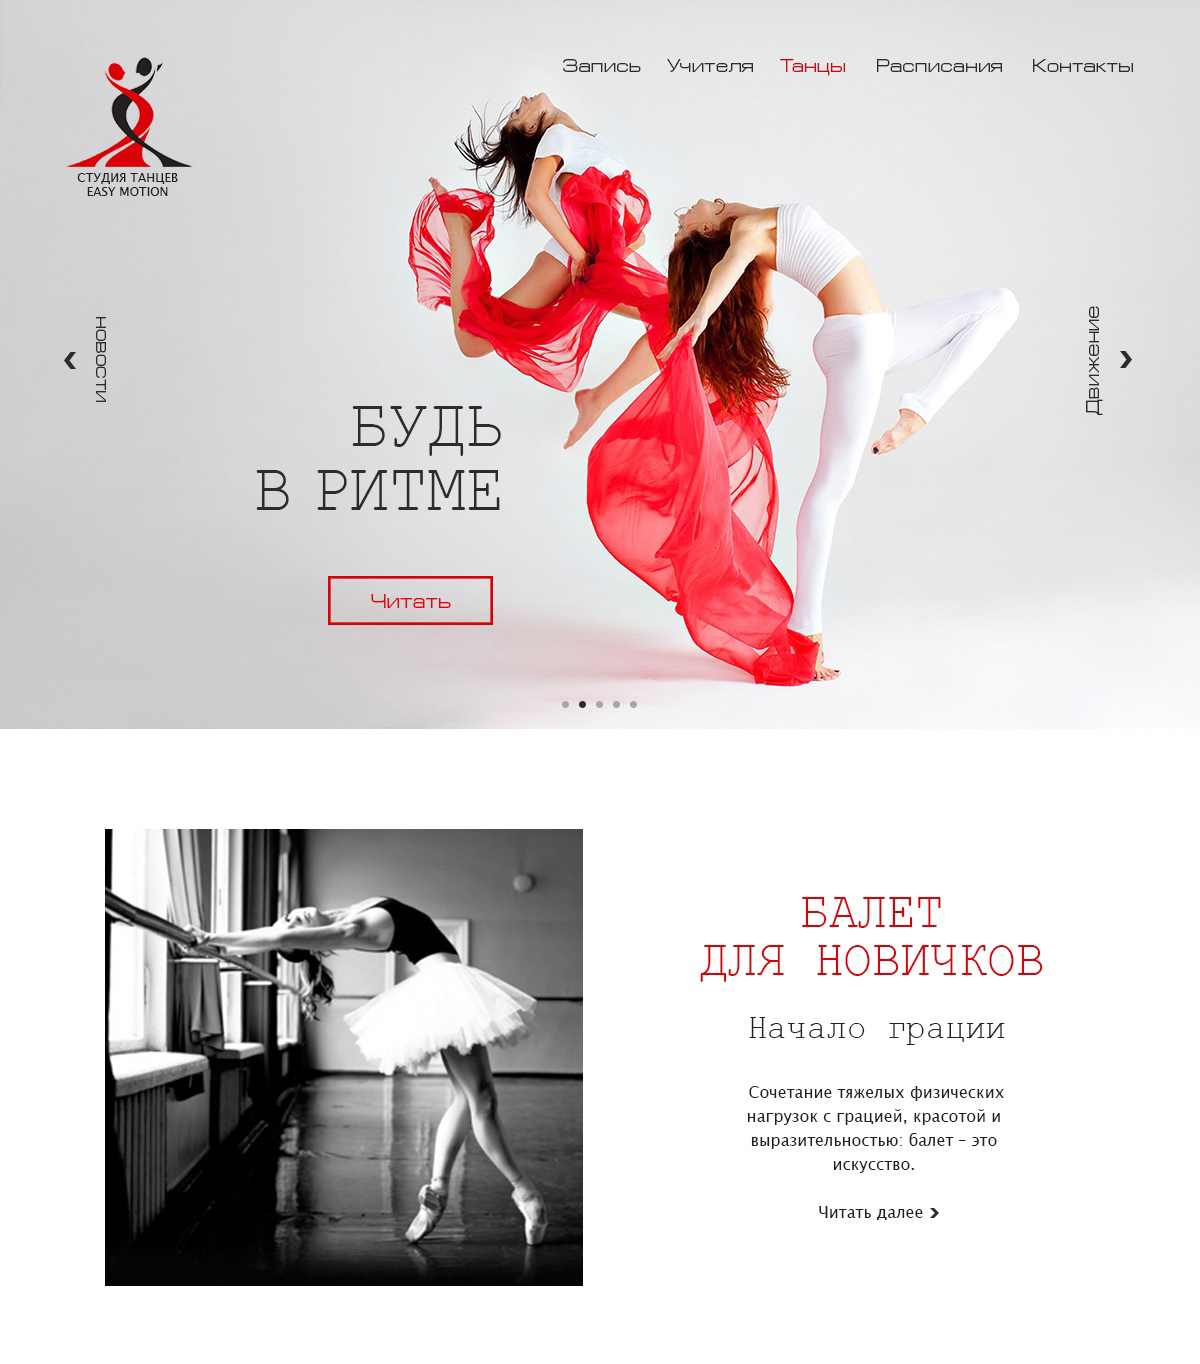 Запись Учителя Танцы Расписания Контакты
СТУДИЯ ТАНЦЕВ
EASY MOTION
новости
Движение
БУДЬ
В РИТМЕ
Читать
БАЛЕТ
ДЛЯ НОВИЧКОВ
Начало грации
Сочетание тяжелых физических
нагрузок с грацией, красотой и
выразительностью: балет – это
искусство.
Читать далее